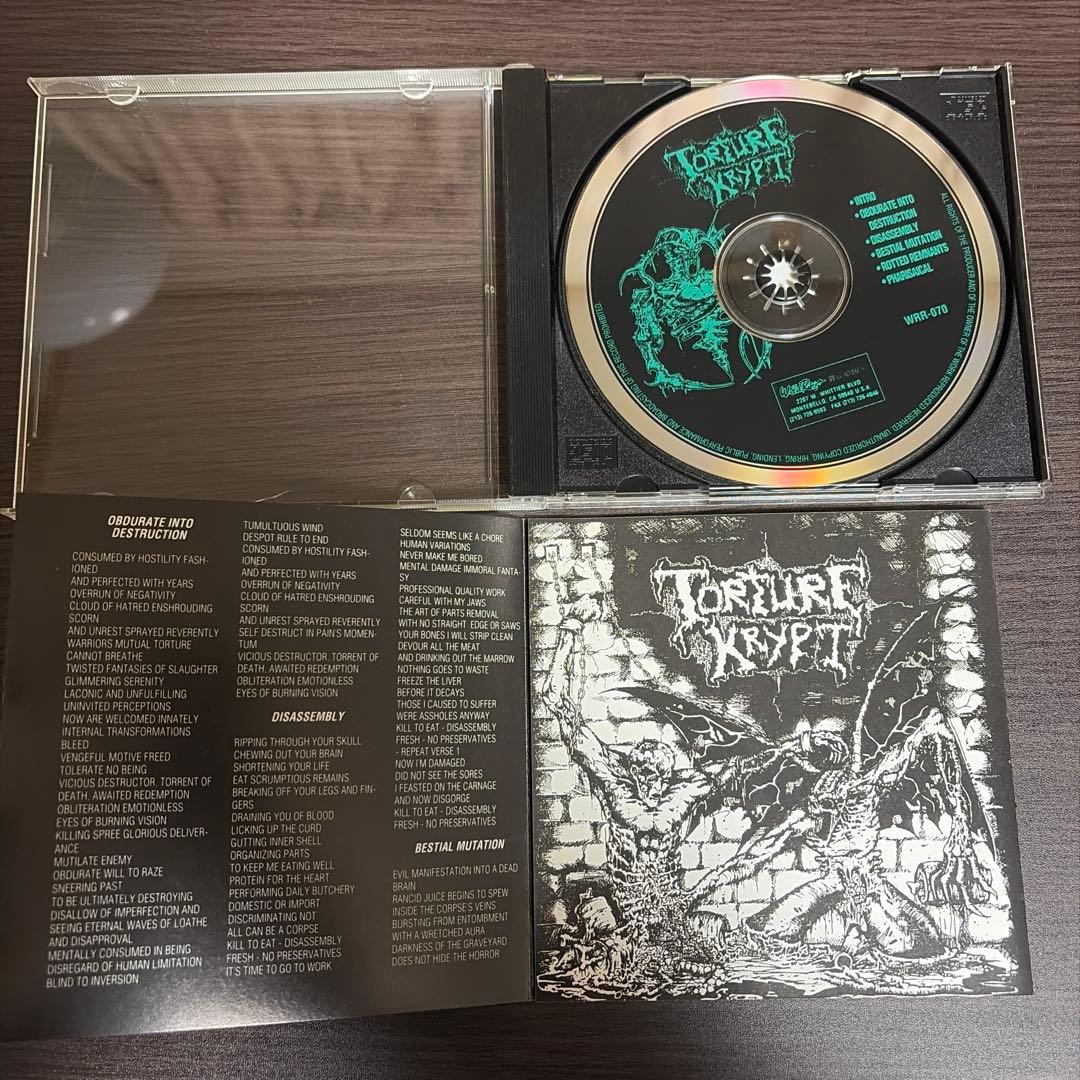 TORTURE
KRYPT
• INTRO
• OBDURATE INTO
DESTRUCTION
• DISASSEMBLY
• BESTIAL MUTATION
• ROTTED REMNANTS
• PHARISAICAL
WRR-070
Wild Rags
2207 W. WHITTIER BLVD
MONTEBELLO, CA 90640 U.S.A
(213) 726-9593 FAX (213) 726-4046
ALL RIGHTS OF THE PRODUCER AND OF THE OWNER OF THE WORK REPRODUCED RESERVED. UNAUTHORIZED COPYING, HIRING, LENDING, PUBLIC PERFORMANCE AND BROADCASTING OF THIS RECORD PROHIBITED.
OBDURATE INTO
DESTRUCTION
CONSUMED BY HOSTILITY FASH-
IONED
AND PERFECTED WITH YEARS
OVERRUN OF NEGATIVITY
CLOUD OF HATRED ENSHROUDING
SCORN
AND UNREST SPRAYED REVERENTLY
WARRIORS MUTUAL TORTURE
CANNOT BREATHE
TWISTED FANTASIES OF SLAUGHTER
GLIMMERING SERENITY
LACONIC AND UNFULFILLING
UNINVITED PERCEPTIONS
NOW ARE WELCOMED INNATELY
INTERNAL TRANSFORMATIONS
BLEED
VENGEFUL MOTIVE FREED
TOLERATE NO BEING
VICIOUS DESTRUCTOR, TORRENT OF
DEATH, AWAITED REDEMPTION
OBLITERATION EMOTIONLESS
EYES OF BURNING VISION
KILLING SPREE GLORIOUS DELIVER-
ANCE
MUTILATE ENEMY
OBDURATE WILL TO RAZE
SNEERING PAST
TO BE ULTIMATELY DESTROYING
DISALLOW OF IMPERFECTION AND
SEEING ETERNAL WAVES OF LOATHE
AND DISAPPROVAL
MENTALLY CONSUMED IN BEING
DISREGARD OF HUMAN LIMITATION
BLIND TO INVERSION
TUMULTUOUS WIND
DESPOT RULE TO END
CONSUMED BY HOSTILITY FASH-
IONED
AND PERFECTED WITH YEARS
OVERRUN OF NEGATIVITY
CLOUD OF HATRED ENSHROUDING
SCORN
AND UNREST SPRAYED REVERENTLY
SELF DESTRUCT IN PAIN'S MOMEN-
TUM
VICIOUS DESTRUCTOR, TORRENT OF
DEATH, AWAITED REDEMPTION
OBLITERATION EMOTIONLESS
EYES OF BURNING VISION
DISASSEMBLY
RIPPING THROUGH YOUR SKULL
CHEWING OUT YOUR BRAIN
SHORTENING YOUR LIFE
EAT SCRUMPTIOUS REMAINS
BREAKING OFF YOUR LEGS AND FIN-
GERS
DRAINING YOU OF BLOOD
LICKING UP THE CURD
GUTTING INNER SHELL
ORGANIZING PARTS
TO KEEP ME EATING WELL
PROTEIN FOR THE HEART
PERFORMING DAILY BUTCHERY
DOMESTIC OR IMPORT
DISCRIMINATING NOT
ALL CAN BE A CORPSE
KILL TO EAT - DISASSEMBLY
FRESH - NO PRESERVATIVES
IT'S TIME TO GO TO WORK
SELDOM SEEMS LIKE A CHORE
HUMAN VARIATIONS
NEVER MAKE ME BORED
MENTAL DAMAGE IMMORAL FANTA-
SY
PROFESSIONAL QUALITY WORK
CAREFUL WITH MY JAWS
THE ART OF PARTS REMOVAL
WITH NO STRAIGHT EDGE OR SAWS
YOUR BONES I WILL STRIP CLEAN
DEVOUR ALL THE MEAT
AND DRINKING OUT THE MARROW
NOTHING GOES TO WASTE
FREEZE THE LIVER
BEFORE IT DECAYS
THOSE I CAUSED TO SUFFER
WERE ASSHOLES ANYWAY
KILL TO EAT - DISASSEMBLY
FRESH - NO PRESERVATIVES
- REPEAT VERSE 1
NOW I'M DAMAGED
DID NOT SEE THE SORES
I FEASTED ON THE CARNAGE
AND NOW DISGORGE
KILL TO EAT - DISASSEMBLY
FRESH - NO PRESERVATIVES
BESTIAL MUTATION
EVIL MANIFESTATION INTO A DEAD
BRAIN
RANCID JUICE BEGINS TO SPEW
INSIDE THE CORPSE'S VEINS
BURSTING FROM ENTOMBMENT
WITH A WRETCHED AURA
DARKNESS OF THE GRAVEYARD
DOES NOT HIDE THE HORROR
TORTURE
KRYPT